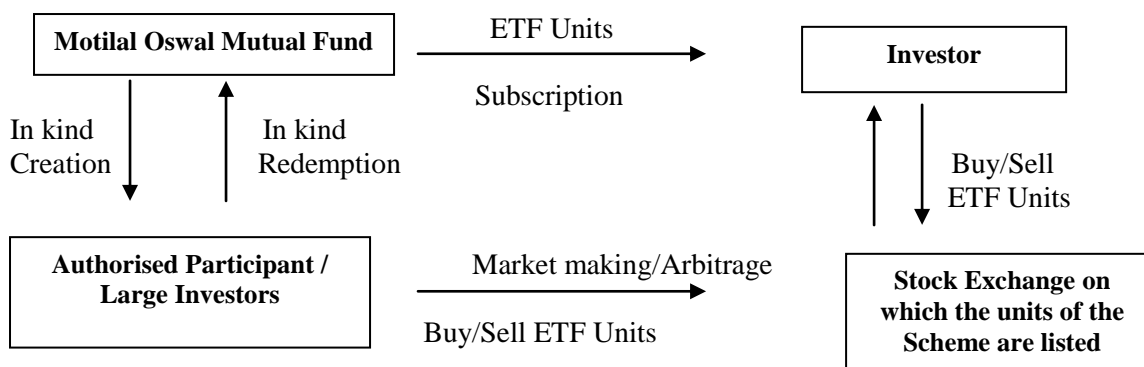 Motilal Oswal Mutual Fund
ETF Units
Subscription
Investor
In kind
Creation
In kind
Redemption
Buy/Sell
ETF Units
Authorised Participant /
Large Investors
Market making/Arbitrage
Buy/Sell ETF Units
Stock Exchange on
which the units of the
Scheme are listed